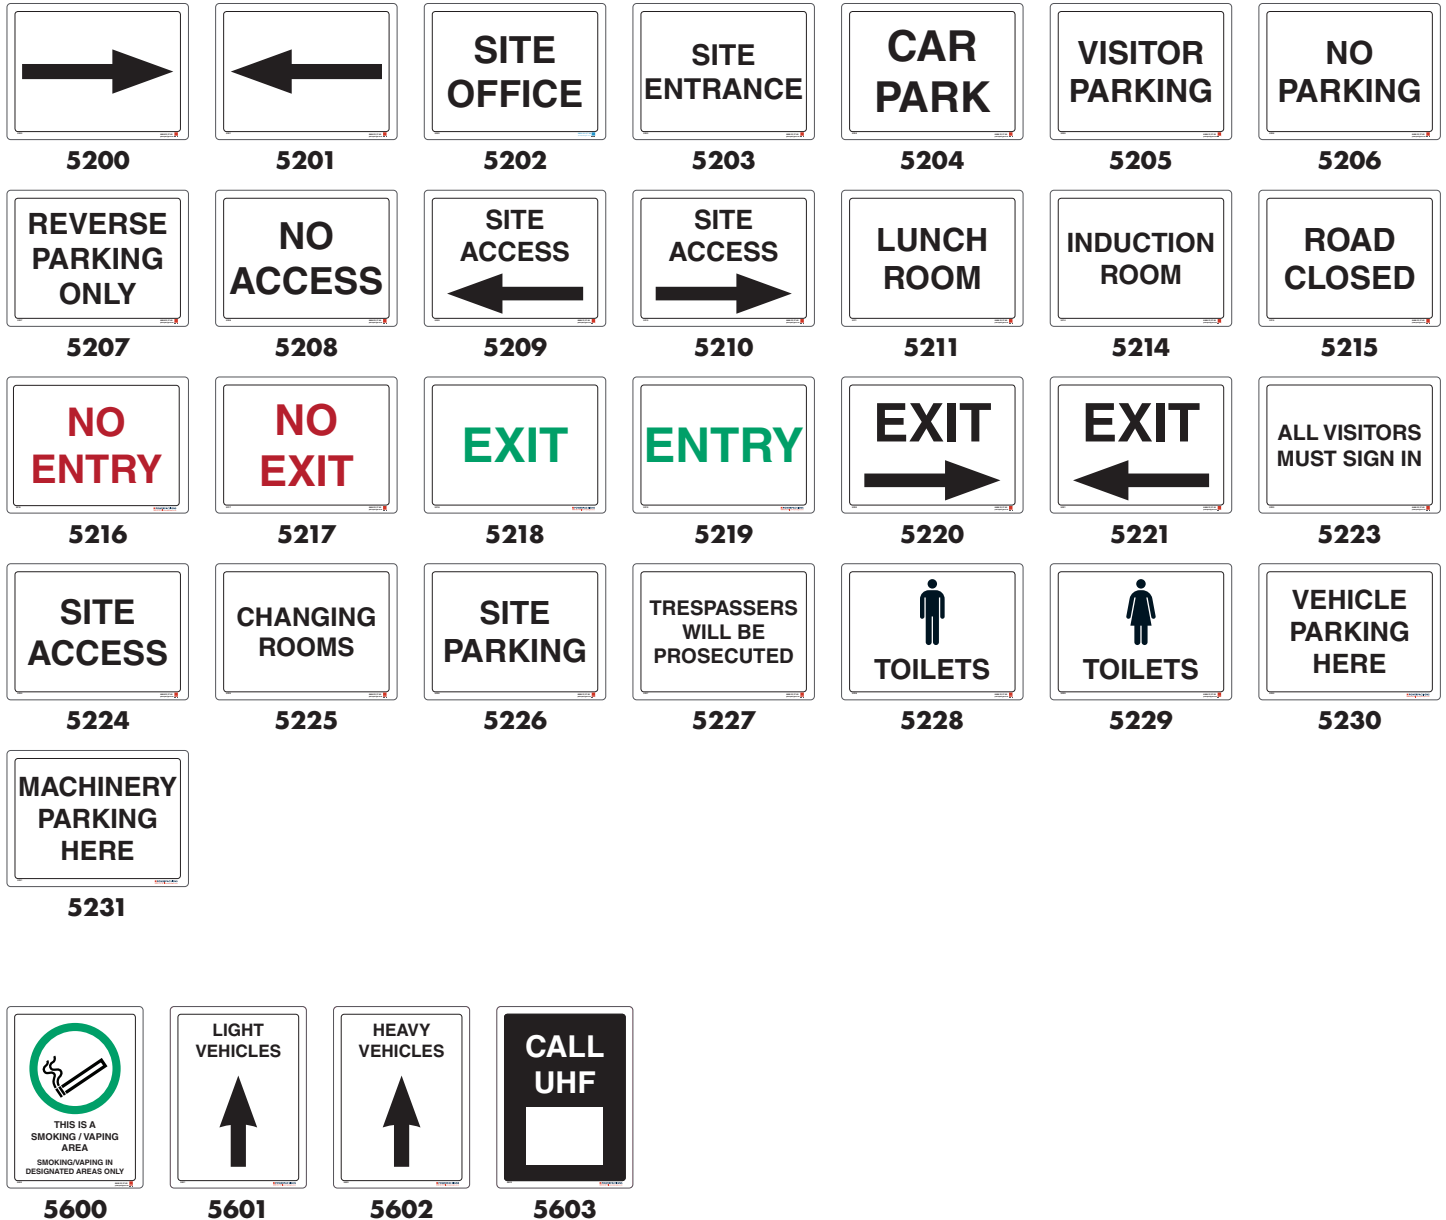 SITE
OFFICE
SITE
ENTRANCE
CAR
PARK
VISITOR
PARKING
NO
PARKING
5200
5201
5202
5203
5204
5205
5206
REVERSE
PARKING
ONLY
NO
ACCESS
SITE
ACCESS
SITE
ACCESS
LUNCH
ROOM
INDUCTION
ROOM
ROAD
CLOSED
5207
5208
5209
5210
5211
5214
5215
NO
ENTRY
NO
EXIT
EXIT
ENTRY
EXIT
EXIT
ALL VISITORS
MUST SIGN IN
5216
5217
5218
5219
5220
5221
5223
SITE
ACCESS
CHANGING
ROOMS
SITE
PARKING
TRESPASSERS
WILL BE
PROSECUTED
TOILETS
TOILETS
VEHICLE
PARKING
HERE
5224
5225
5226
5227
5228
5229
5230
MACHINERY
PARKING
HERE
5231
THIS IS A
SMOKING / VAPING
AREA
SMOKING/VAPING IN
DESIGNATED AREAS ONLY
LIGHT
VEHICLES
HEAVY
VEHICLES
CALL
UHF
5600
5601
5602
5603